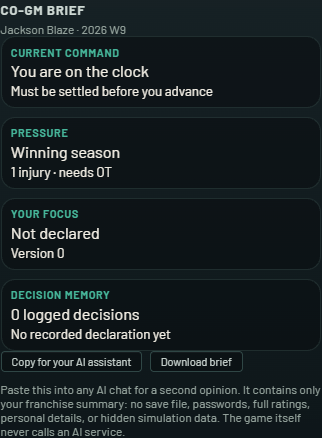 CO-GM BRIEF
Jackson Blaze · 2026 W9
CURRENT COMMAND
You are on the clock
Must be settled before you advance
PRESSURE
Winning season
1 injury · needs OT
YOUR FOCUS
Not declared
Version 0
DECISION MEMORY
0 logged decisions
No recorded declaration yet
Copy for your AI assistant
Download brief
Paste this into any AI chat for a second opinion. It contains only
your franchise summary: no save file, passwords, full ratings,
personal details, or hidden simulation data. The game itself
never calls an AI service.